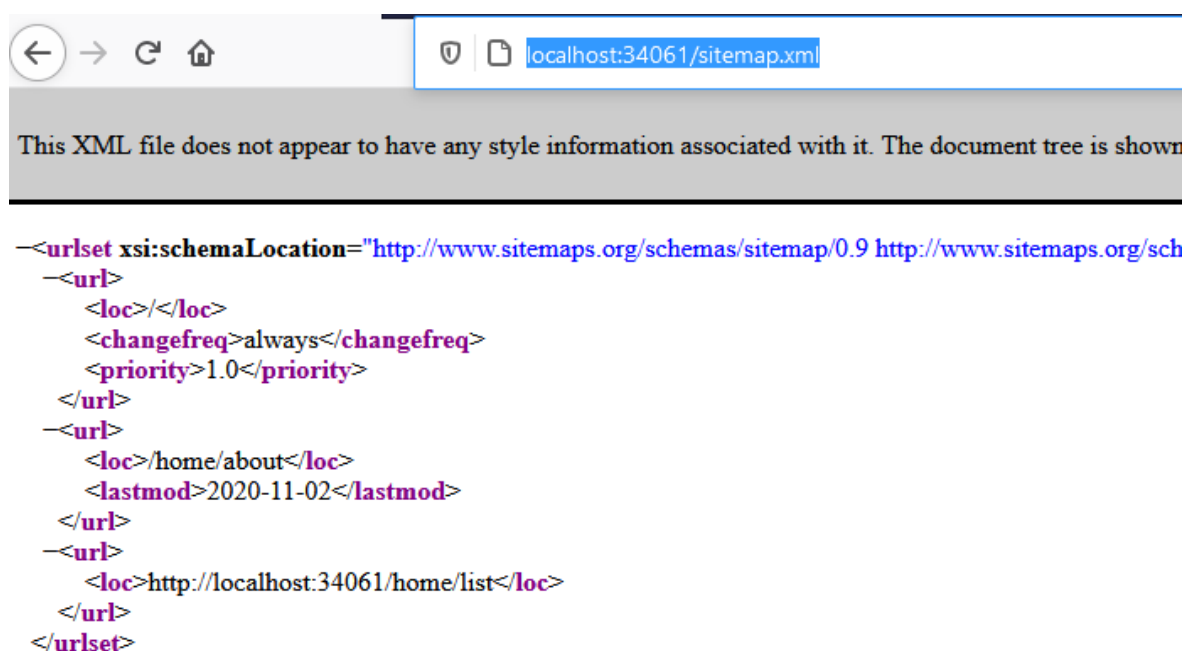 localhost:34061/sitemap.xml
This XML file does not appear to have any style information associated with it. The document tree is shown
—<urlset xsi:schemaLocation="http://www.sitemaps.org/schemas/sitemap/0.9 http://www.sitemaps.org/sch
—<url>
<loc>/</loc>
<changefreq>always</changefreq>
<priority>1.0</priority>
</url>
—<url>
<loc>/home/about</loc>
<lastmod>2020-11-02</lastmod>
</url>
—<url>
<loc>http://localhost:34061/home/list</loc>
</url>
</urlset>